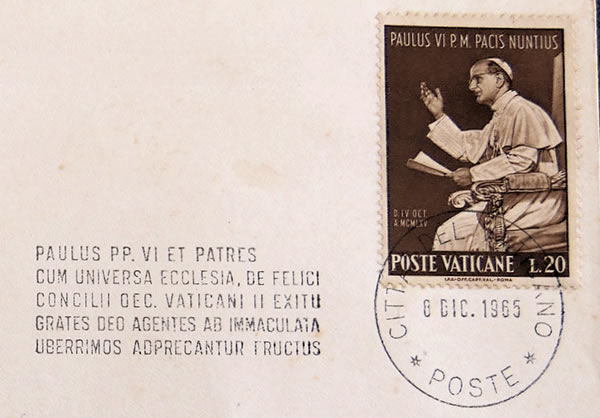 PAULUS VI P.M. PACIS NUNTIUS
D. IV OCT.
A. MCMLXV
POSTE VATICANE L.20
PAULUS PP. VI ET PATRES
CUM UNIVERSA ECCLESIA, DE FELICI
CONCILII OEC. VATICANI II EXITU
GRATES DEO AGENTES AB IMMACULATA
UBERRIMOS ADPRECANTUR FRUCTUS
8 DIC. 1965
* POSTE *